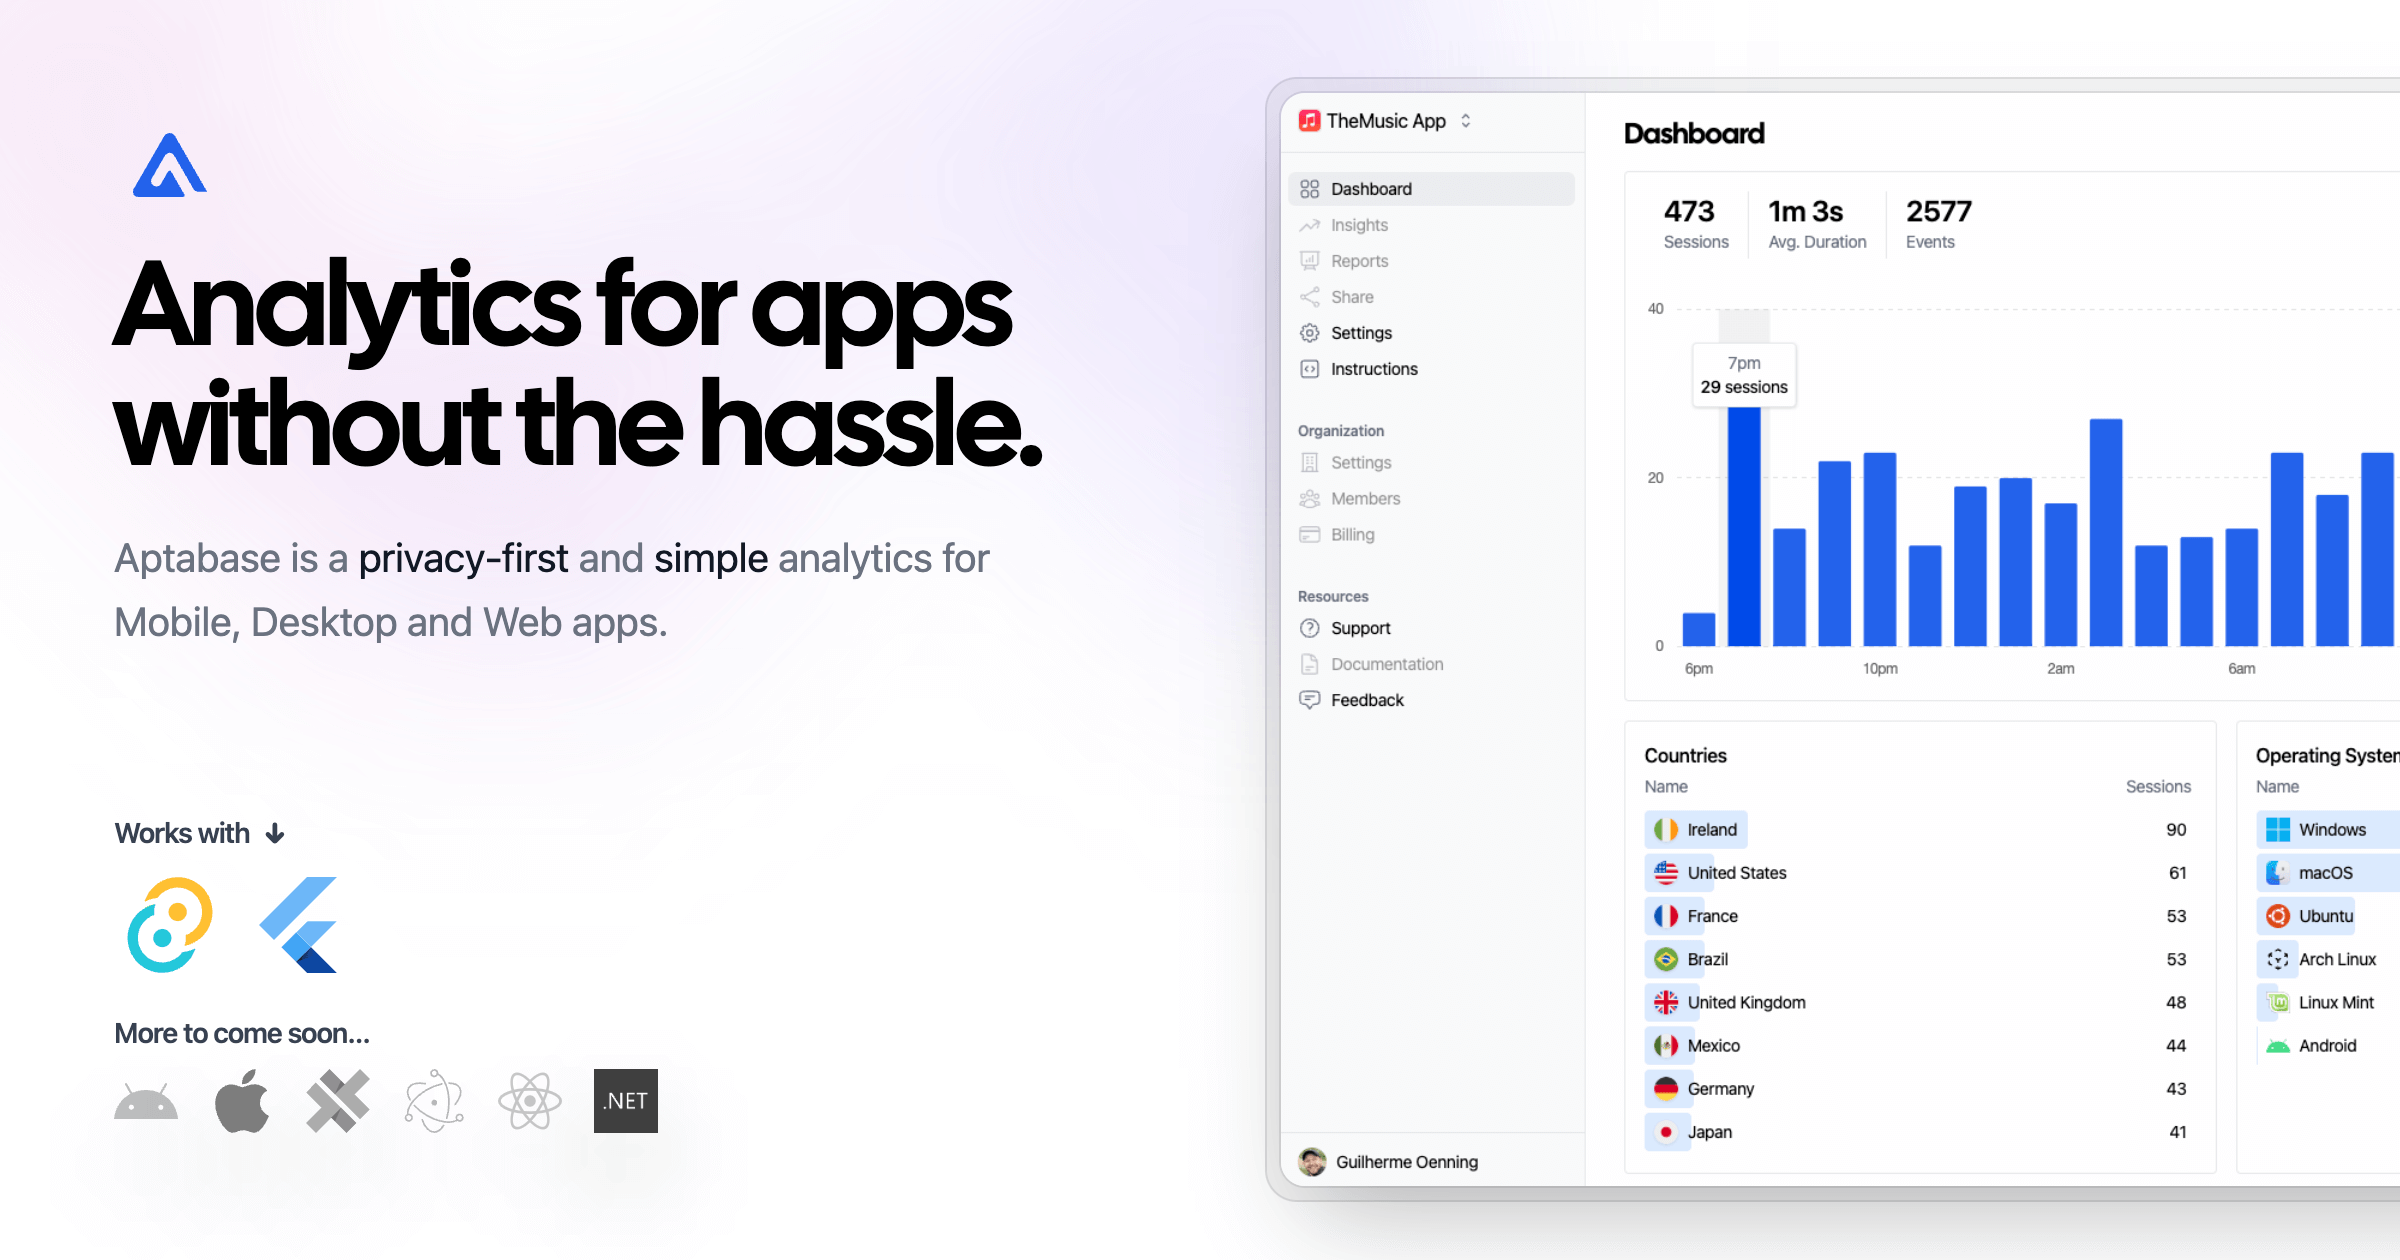 Analytics for apps
without the hassle.
Aptabase is a privacy-first and simple analytics for
Mobile, Desktop and Web apps.
Works with
More to come soon...
.NET
TheMusic App
Dashboard
Insights
Reports
Share
Settings
Instructions
Organization
Settings
Members
Billing
Resources
Support
Documentation
Feedback
Guilherme Oenning
Dashboard
473 1m 3s 2577
Sessions Avg. Duration Events
40
7pm
29 sessions
20
0
6pm 10pm 2am 6am
Countries
Name Sessions
Ireland 90
United States 61
France 53
Brazil 53
United Kingdom 48
Mexico 44
Germany 43
Japan 41
Operating System
Name
Windows
macOS
Ubuntu
Arch Linux
Linux Mint
Android